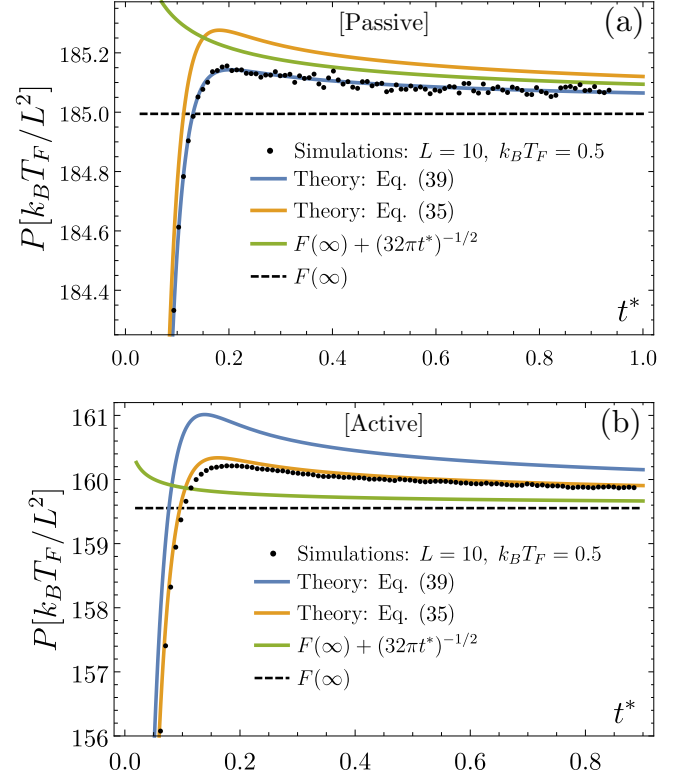 [Passive]
(a)
185.2
185.0
184.8
184.6
184.4
P[k_BT_F/L^2]
Simulations: L = 10, k_BT_F = 0.5
Theory: Eq. (39)
Theory: Eq. (35)
F(∞) + (32πt*)^{-1/2}
F(∞)
t*
0.0 0.2 0.4 0.6 0.8 1.0
[Active]
(b)
161
160
159
158
157
156
P[k_BT_F/L^2]
Simulations: L = 10, k_BT_F = 0.5
Theory: Eq. (39)
Theory: Eq. (35)
F(∞) + (32πt*)^{-1/2}
F(∞)
t*
0.0 0.2 0.4 0.6 0.8